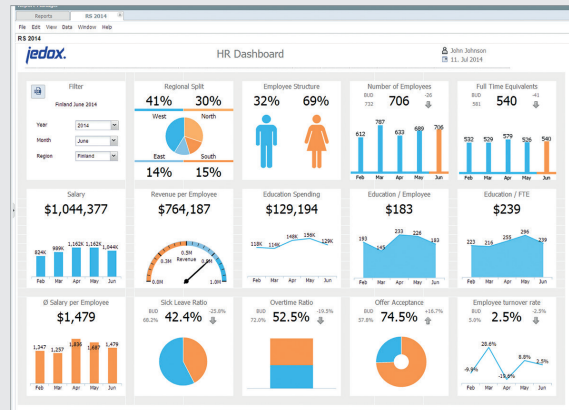 Reports RS 2014
File Edit View Data Window Help
RS 2014
jedox.
HR Dashboard
John Johnson
11. Jul 2014
Filter
Finland June 2014
Year 2014
Month June
Region Finland
Regional Split
41% 30%
West North
East South
14% 15%
Employee Structure
32% 69%
Number of Employees
BUD 732 706 -26
612 787 633 689 706
Feb Mar Apr May Jun
Full Time Equivalents
BUD 581 540 -41
532 529 579 526 540
Feb Mar Apr May Jun
Salary
$1,044,377
924K 989K 1,162K 1,162K 1,044K
Feb Mar Apr May Jun
Revenue per Employee
$764,187
0.0M 0.3M 0.5M 0.8M 1.0M
Revenue
Education Spending
$129,194
118K 114K 148K 156K 129K
Feb Mar Apr May Jun
Education / Employee
$183
193 145 233 226 183
Feb Mar Apr May Jun
Education / FTE
$239
223 216 255 296 239
Feb Mar Apr May Jun
Ø Salary per Employee
$1,479
1,347 1,257 1,836 1,687 1,479
Feb Mar Apr May Jun
Sick Leave Ratio
BUD 68.2% 42.4% -25.8%
Overtime Ratio
BUD 72.0% 52.5% -19.5%
Offer Acceptance
BUD 57.8% 74.5% +16.7%
Employee turnover rate
BUD 5.0% 2.5% -2.5%
-9.9% 28.6% -19.6% 8.8% 2.5%
Feb Mar Apr May Jun